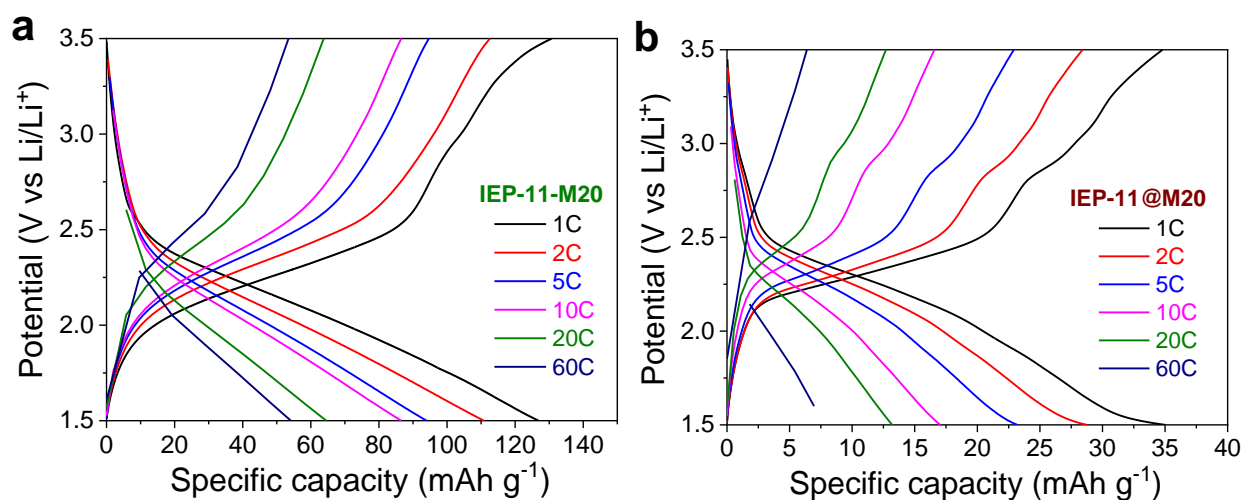 a
Potential (V vs Li/Li⁺)
3.5
3.0
2.5
2.0
1.5
IEP-11-M20
1C
2C
5C
10C
20C
60C
0 20 40 60 80 100 120 140
Specific capacity (mAh g⁻¹)
b
Potential (V vs Li/Li⁺)
3.5
3.0
2.5
2.0
1.5
IEP-11@M20
1C
2C
5C
10C
20C
60C
0 5 10 15 20 25 30 35 40
Specific capacity (mAh g⁻¹)